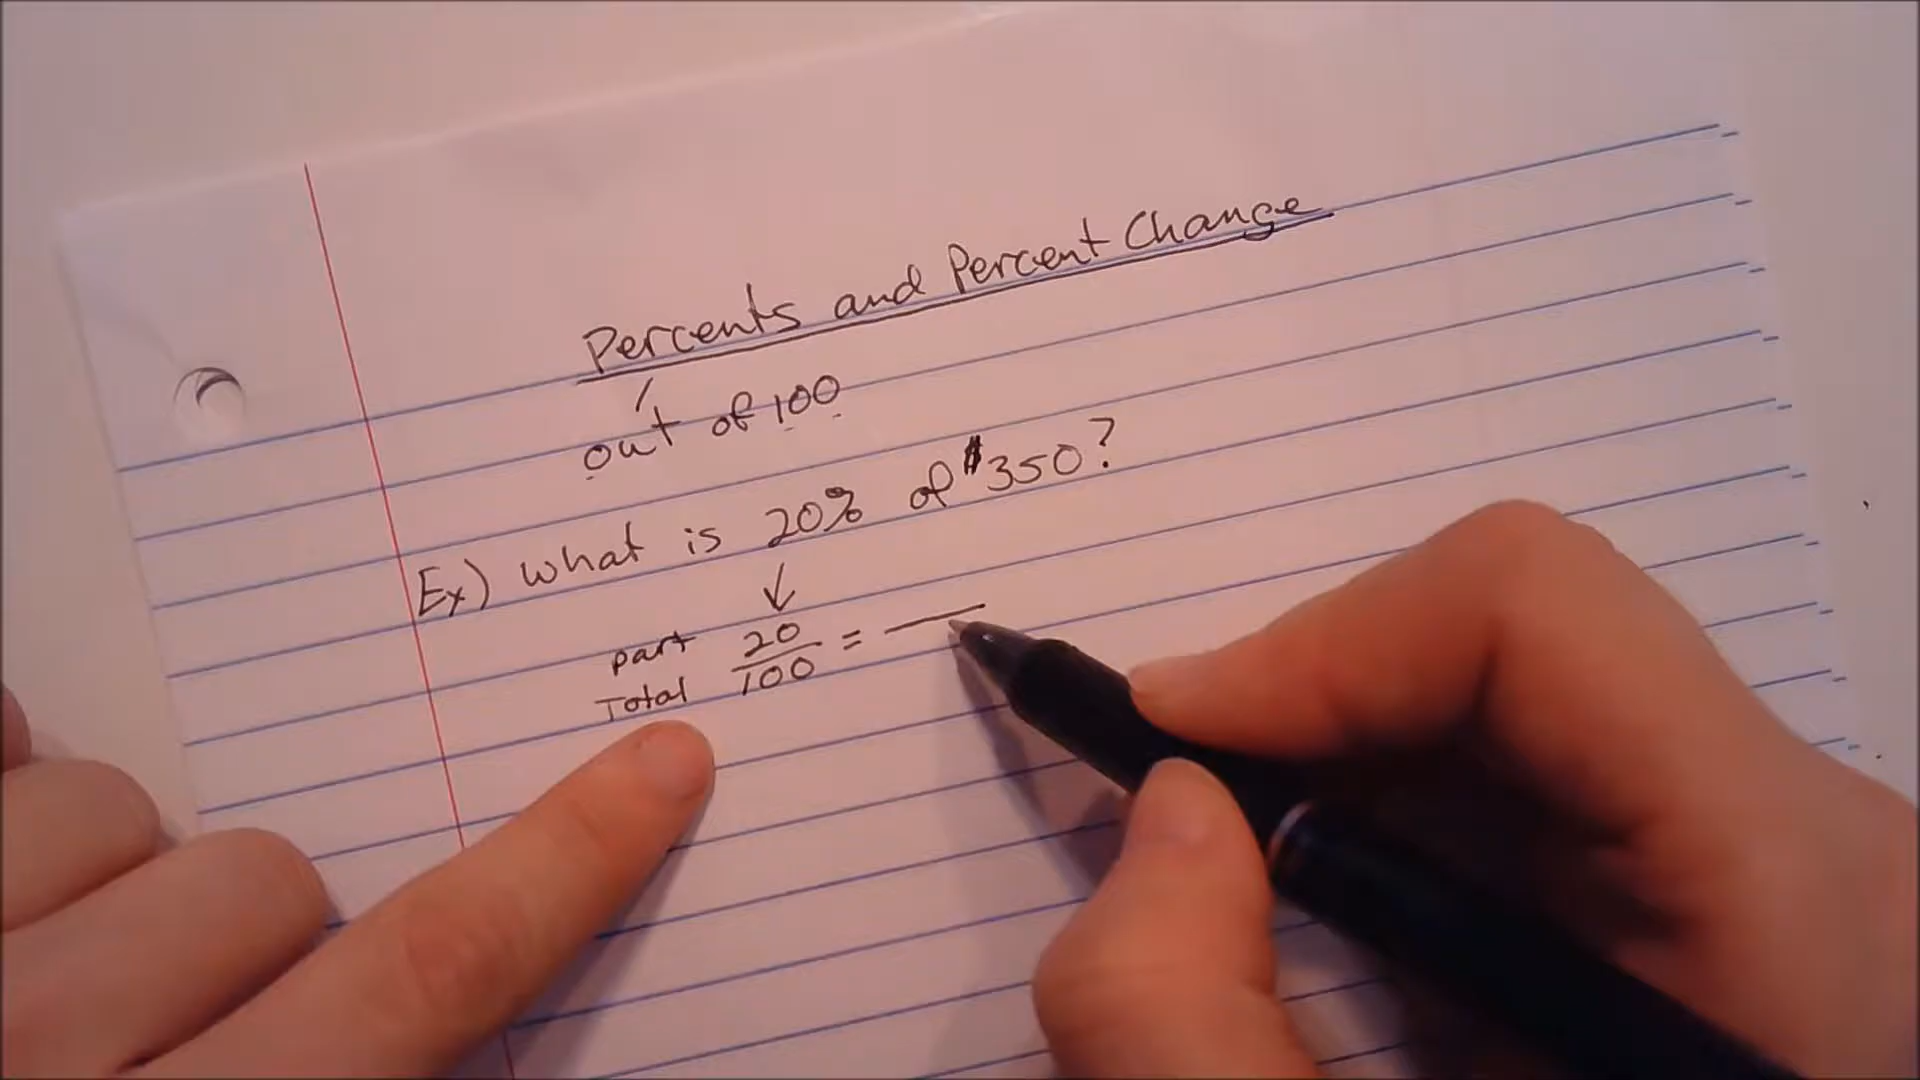 Percents and Percent Change
out of 100
Ex) what is 20% of $350?
part 20
Total 100 =